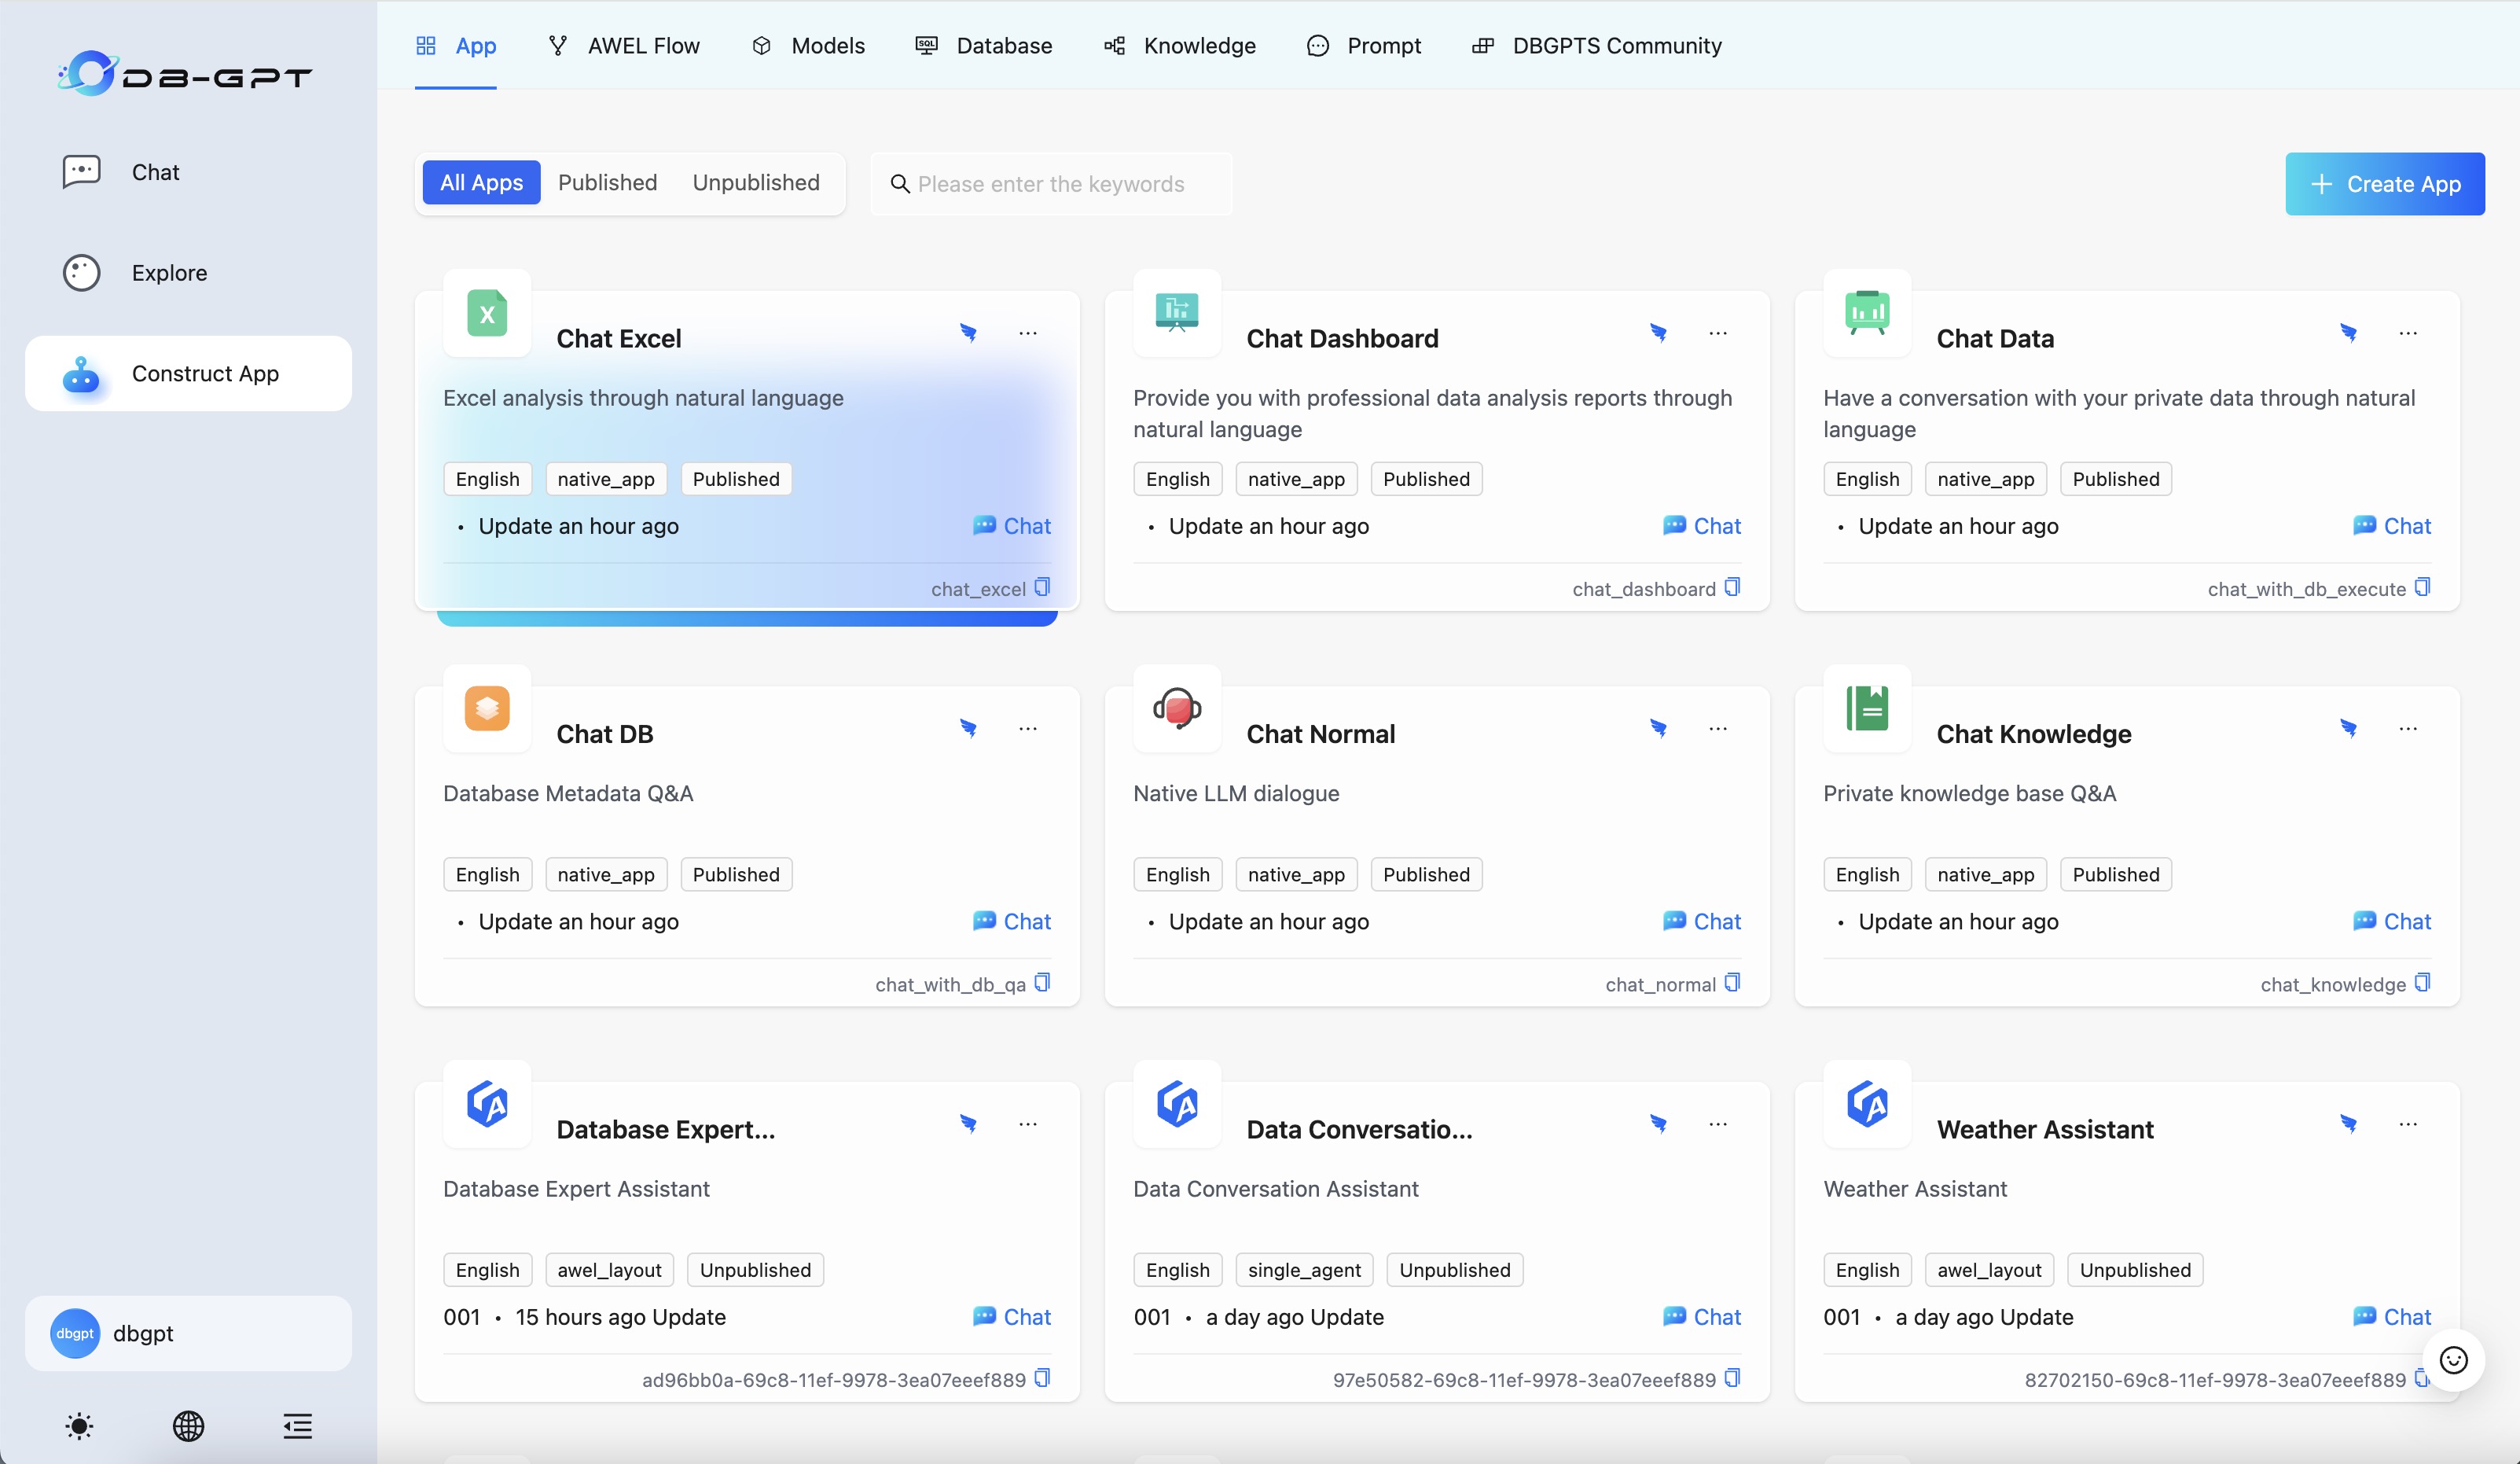 DB-GPT
Chat
Explore
Construct App
dbgpt
dbgpt
App
AWEL Flow
Models
SQL
Database
Knowledge
Prompt
DBGPTS Community
All Apps
Published
Unpublished
Please enter the keywords
+ Create App
X
Chat Excel
...
Excel analysis through natural language
English
native_app
Published
• Update an hour ago
Chat
chat_excel
Chat Dashboard
...
Provide you with professional data analysis reports through
natural language
English
native_app
Published
• Update an hour ago
Chat
chat_dashboard
Chat Data
...
Have a conversation with your private data through natural
language
English
native_app
Published
• Update an hour ago
Chat
chat_with_db_execute
Chat DB
...
Database Metadata Q&A
English
native_app
Published
• Update an hour ago
Chat
chat_with_db_qa
Chat Normal
...
Native LLM dialogue
English
native_app
Published
• Update an hour ago
Chat
chat_normal
Chat Knowledge
...
Private knowledge base Q&A
English
native_app
Published
• Update an hour ago
Chat
chat_knowledge
Database Expert...
...
Database Expert Assistant
English
awel_layout
Unpublished
001 • 15 hours ago Update
Chat
ad96bb0a-69c8-11ef-9978-3ea07eeef889
Data Conversatio...
...
Data Conversation Assistant
English
single_agent
Unpublished
001 • a day ago Update
Chat
97e50582-69c8-11ef-9978-3ea07eeef889
Weather Assistant
...
Weather Assistant
English
awel_layout
Unpublished
001 • a day ago Update
Chat
82702150-69c8-11ef-9978-3ea07eeef889